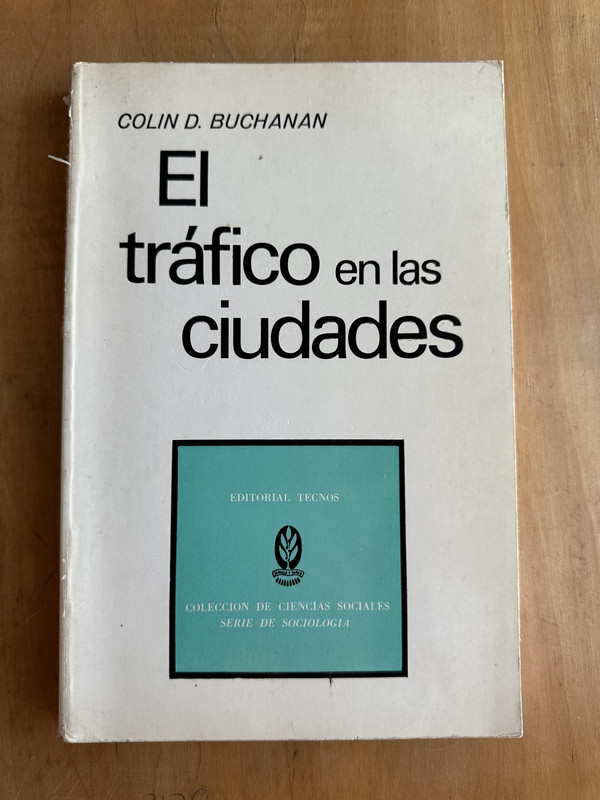 COLIN D. BUCHANAN
El
tráfico en las
ciudades
EDITORIAL TECNOS
COLECCION DE CIENCIAS SOCIALES
SERIE DE SOCIOLOGIA